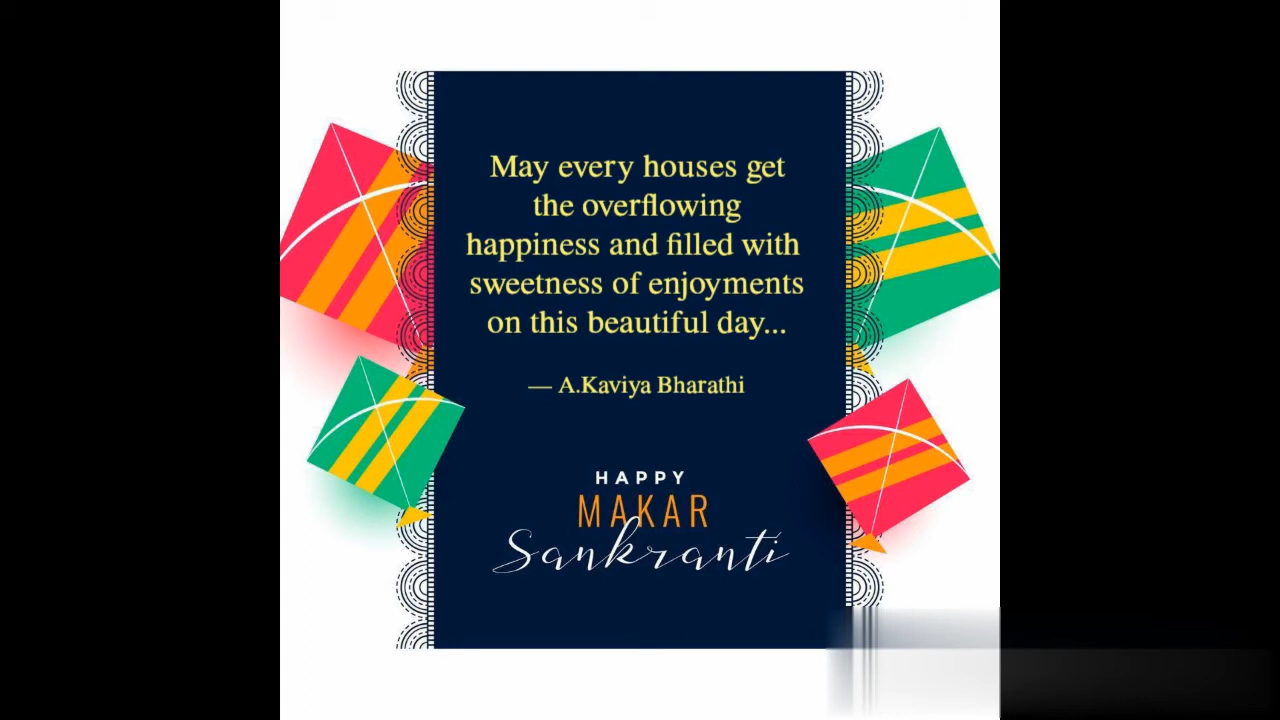 May every houses get
the overflowing
happiness and filled with
sweetness of enjoyments
on this beautiful day...
— A.Kaviya Bharathi
HAPPY
MAKAR
Sankranti